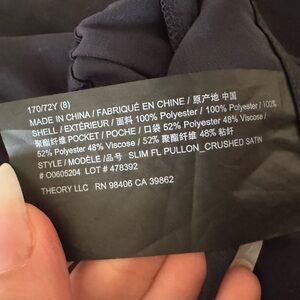 170/72Y (8)
MADE IN CHINA / FABRIQUÉ EN CHINE / 原产地 中国
SHELL / EXTÉRIEUR / 面料 100% Polyester / 100% Polyester / 100%
聚酯纤维 POCKET / POCHE / 口袋 52% Polyester 48% Viscose /
52% Polyester 48% Viscose / 52% 聚酯纤维 48% 粘纤
STYLE / MODÈLE / 品号 SLIM FL PULLON_CRUSHED SATIN
# O0605204 LOT # 478392
THEORY LLC RN 98406 CA 39862